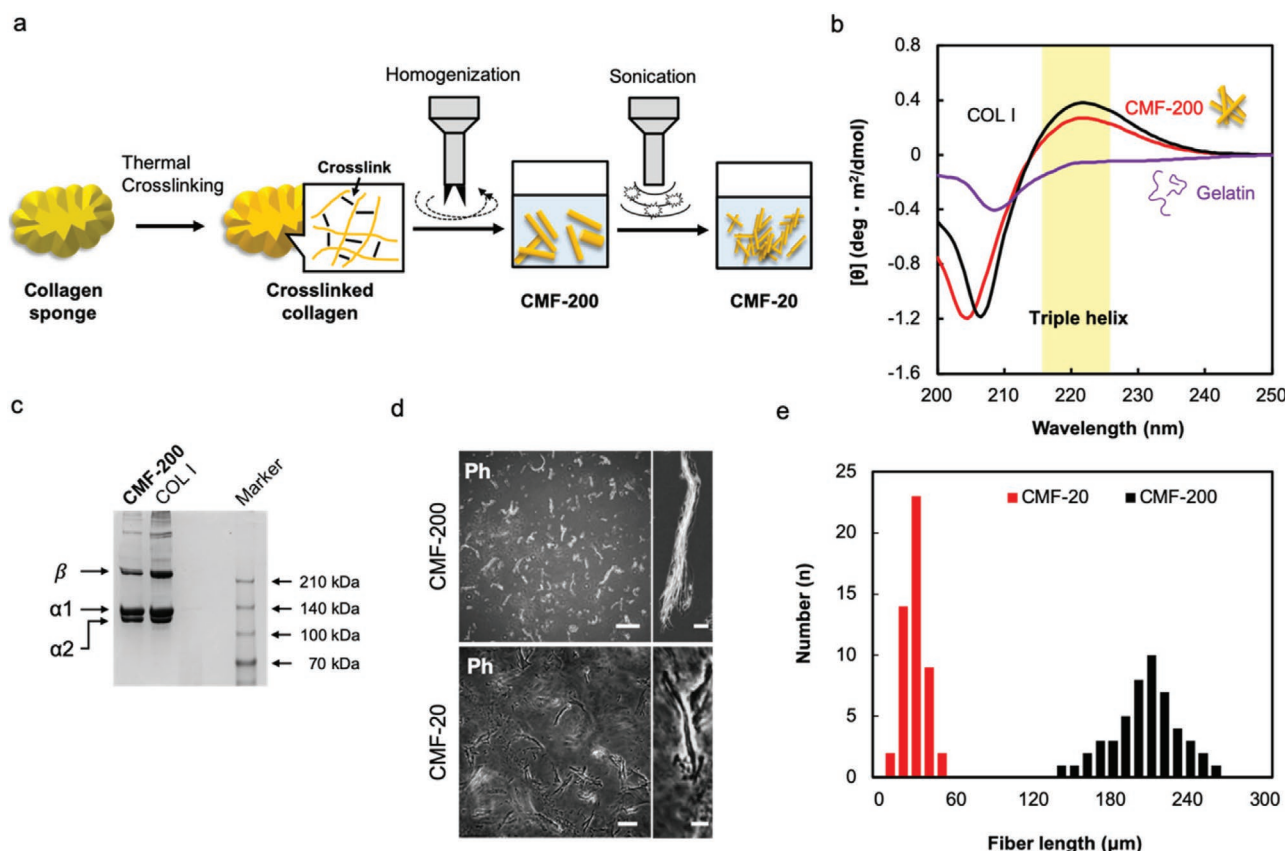 a
Homogenization
Sonication
Thermal
Crosslinking
Crosslink
Collagen
sponge
Crosslinked
collagen
CMF-200
CMF-20
b
0.8
0.4
0
-0.4
-0.8
-1.2
-1.6
[θ] (deg・m²/dmol)
COL I
CMF-200
Gelatin
Triple helix
200
210
220
230
240
250
Wavelength (nm)
c
CMF-200
COL I
Marker
β
α1
α2
210 kDa
140 kDa
100 kDa
70 kDa
d
CMF-200
Ph
CMF-20
Ph
e
25
20
15
10
5
0
Number (n)
CMF-20
CMF-200
0
60
120
180
240
300
Fiber length (μm)